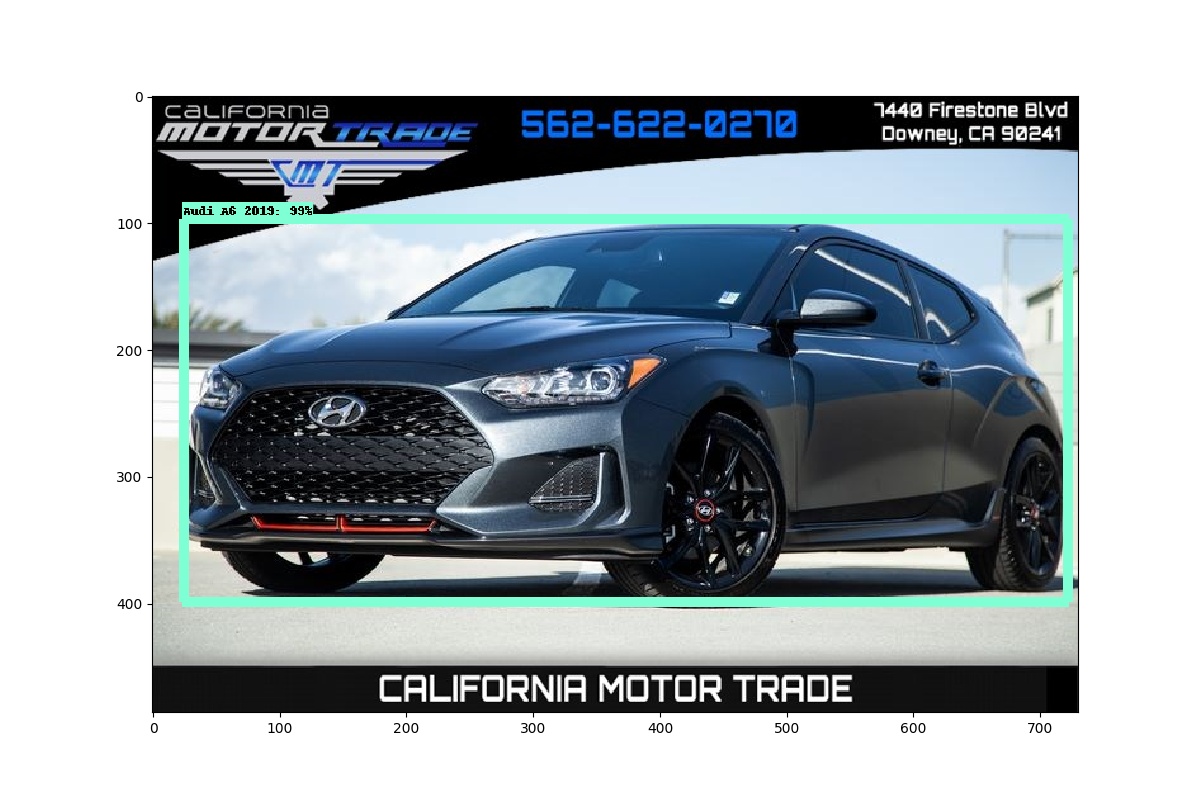 CALIFORNIA
MOTOR TRADE
CMT
562-622-0270
7440 Firestone Blvd
Downey, CA 90241
Audi A6 2019: 99%
CALIFORNIA MOTOR TRADE
0
100
200
300
400
0
100
200
300
400
500
600
700